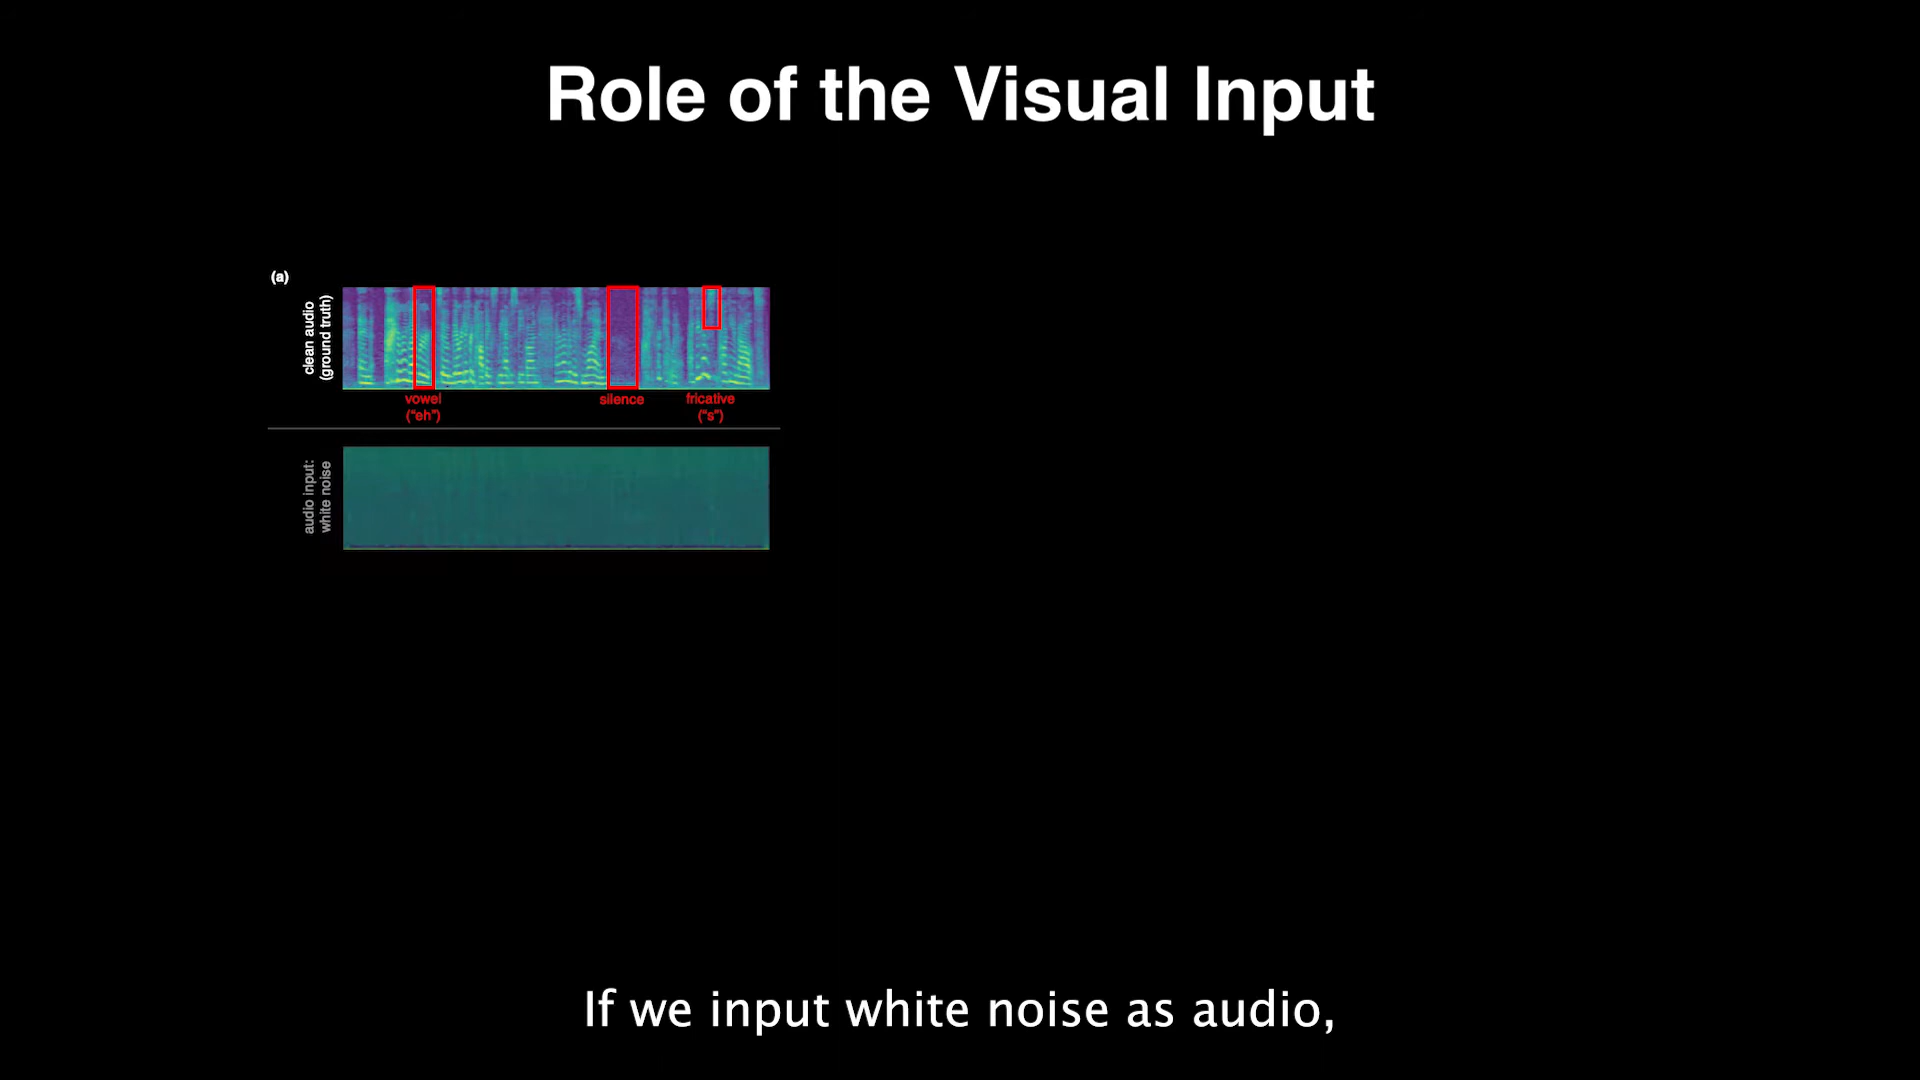 Role of the Visual Input
(a)
clean audio
(ground truth)
vowel
("eh")
silence
fricative
("s")
audio input:
white noise
If we input white noise as audio,